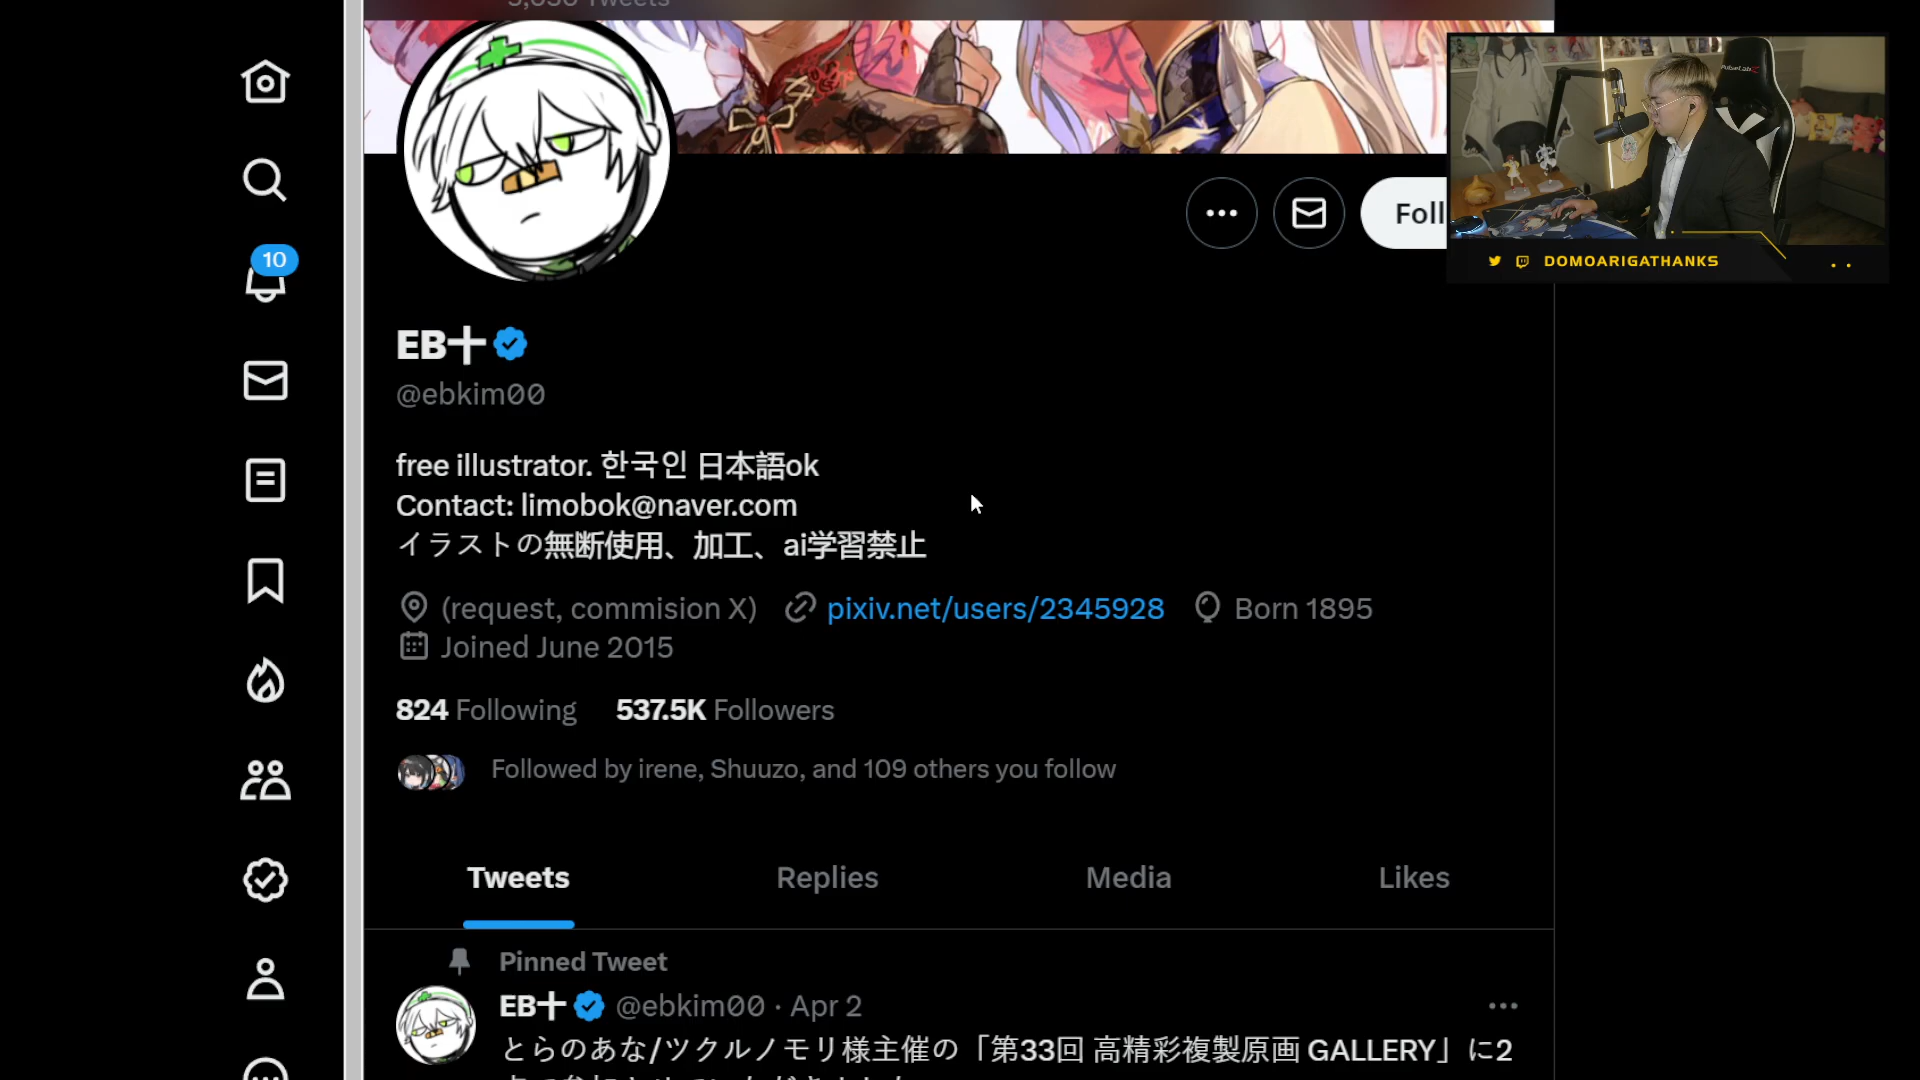 10
Foll
DOMOARIGATHANKS
EB十
@ebkim00
free illustrator. 한국인 日本語ok
Contact: limobok@naver.com
イラストの無断使用、加工、ai学習禁止
(request, commision X) pixiv.net/users/2345928 Born 1895
Joined June 2015
824 Following 537.5K Followers
Followed by irene, Shuuzo, and 109 others you follow
Tweets Replies Media Likes
Pinned Tweet
EB十 @ebkim00 · Apr 2
とらのあな/ツクルノモリ様主催の「第33回 高精彩複製原画 GALLERY」に2